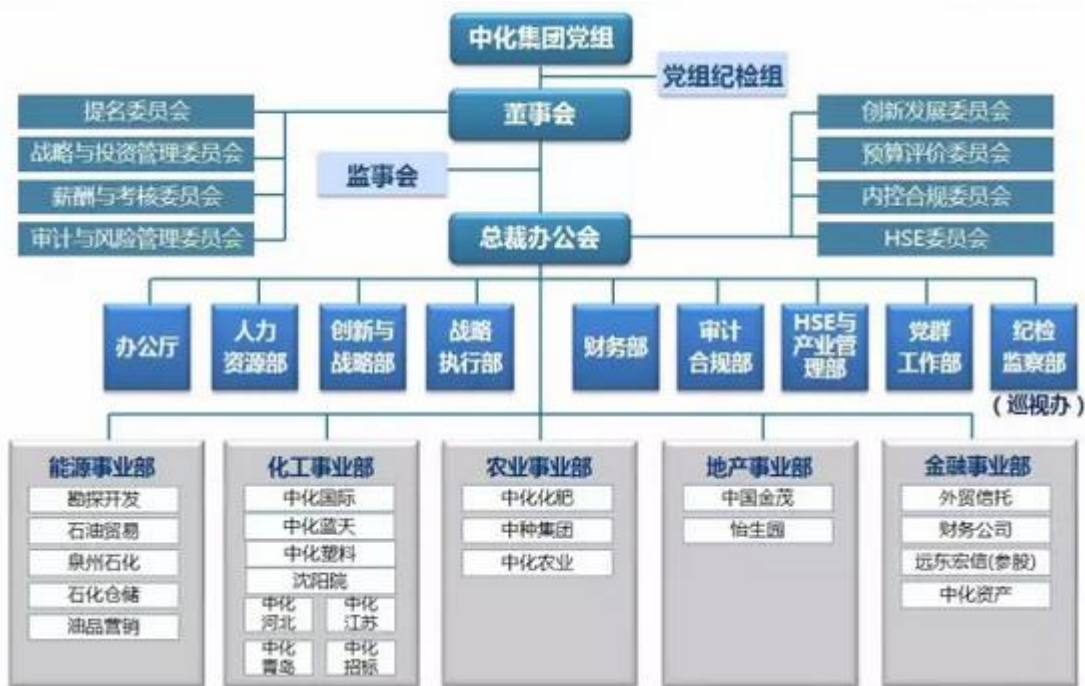 中化集团党组
党组纪检组
董事会
提名委员会
战略与投资管理委员会
薪酬与考核委员会
审计与风险管理委员会
监事会
创新发展委员会
预算评价委员会
内控合规委员会
HSE委员会
总裁办公会
办公厅
人力
资源部
创新与
战略部
战略
执行部
财务部
审计
合规部
HSE与
产业管
理部
党群
工作部
纪检
监察部
(巡视办)
能源事业部
勘探开发
石油贸易
泉州石化
石化仓储
油品营销
化工事业部
中化国际
中化蓝天
中化塑料
沈阳院
中化
河北
中化
江苏
中化
青岛
中化
招标
农业事业部
中化化肥
中种集团
中化农业
地产事业部
中国金茂
怡生园
金融事业部
外贸信托
财务公司
远东宏信(参股)
中化资产